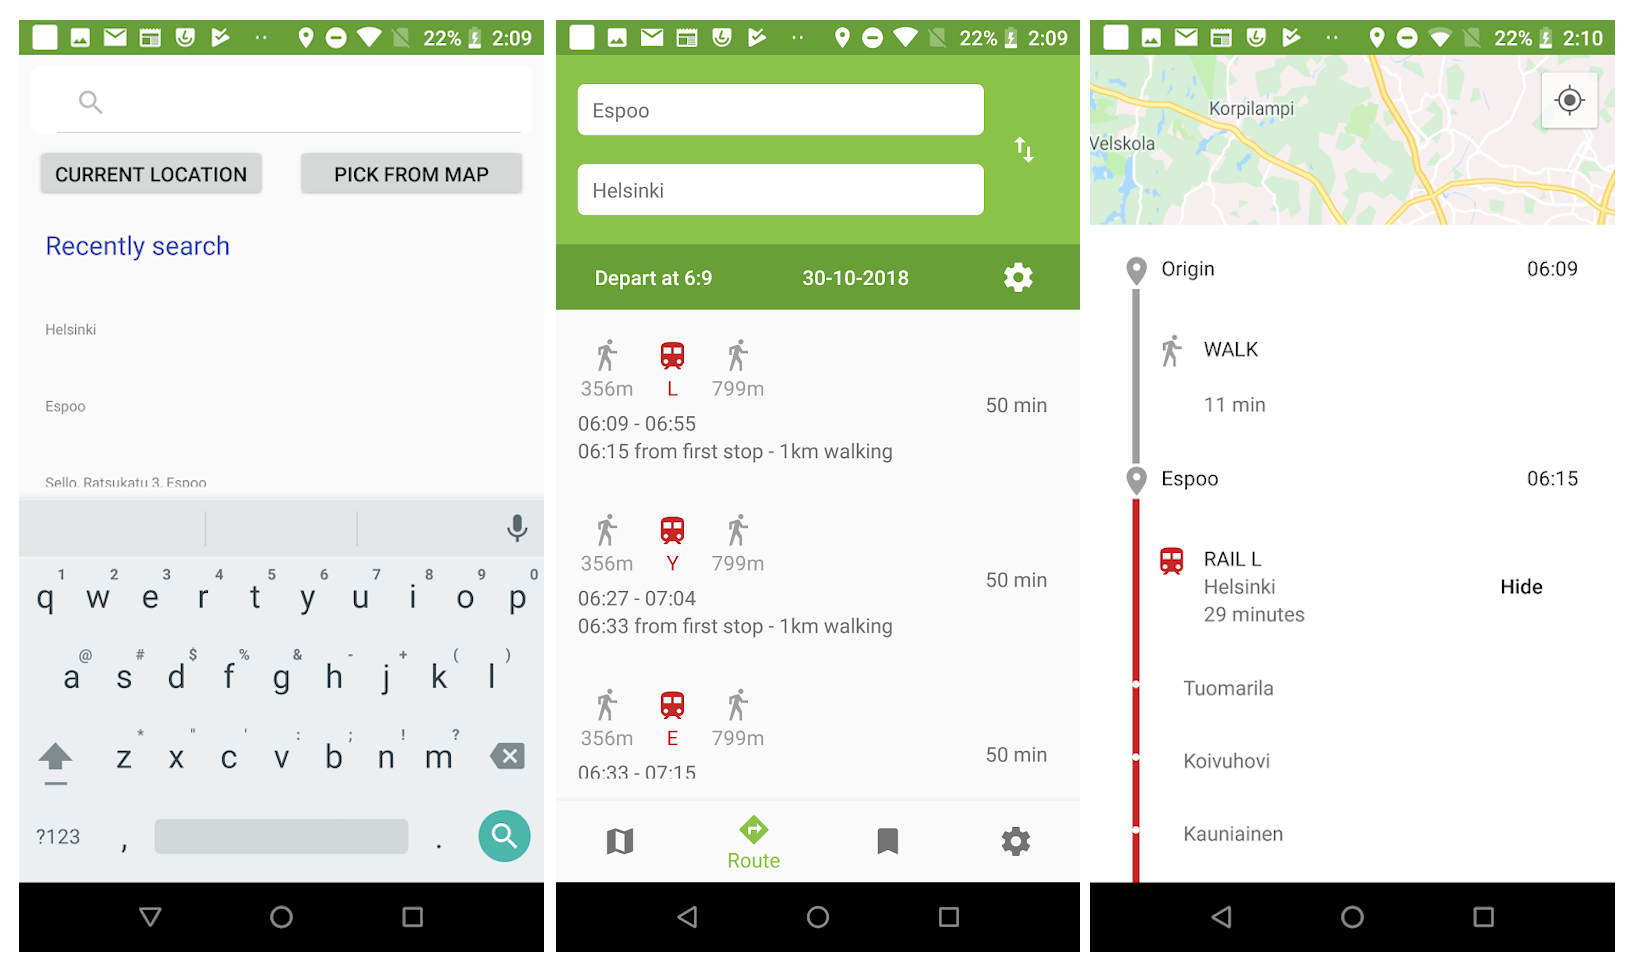 22% 2:09
CURRENT LOCATION PICK FROM MAP
Recently search
Helsinki
Espoo
Sello, Ratsukatu 3, Espoo
1 2 3 4 5 6 7 8 9 0
q w e r t y u i o p
@ # $ % & - + ( )
a s d f g h j k l
* " ' : ; ! ?
z x c v b n m
?123 , .
22% 2:09
Espoo
Helsinki
Depart at 6:9 30-10-2018
356m L 799m
50 min
06:09 - 06:55
06:15 from first stop - 1km walking
356m Y 799m
50 min
06:27 - 07:04
06:33 from first stop - 1km walking
356m E 799m
50 min
06:33 - 07:15
Route
22% 2:10
Korpilampi
Velskola
Origin 06:09
WALK
11 min
Espoo 06:15
RAIL L
Helsinki Hide
29 minutes
Tuomarila
Koivuhovi
Kauniainen